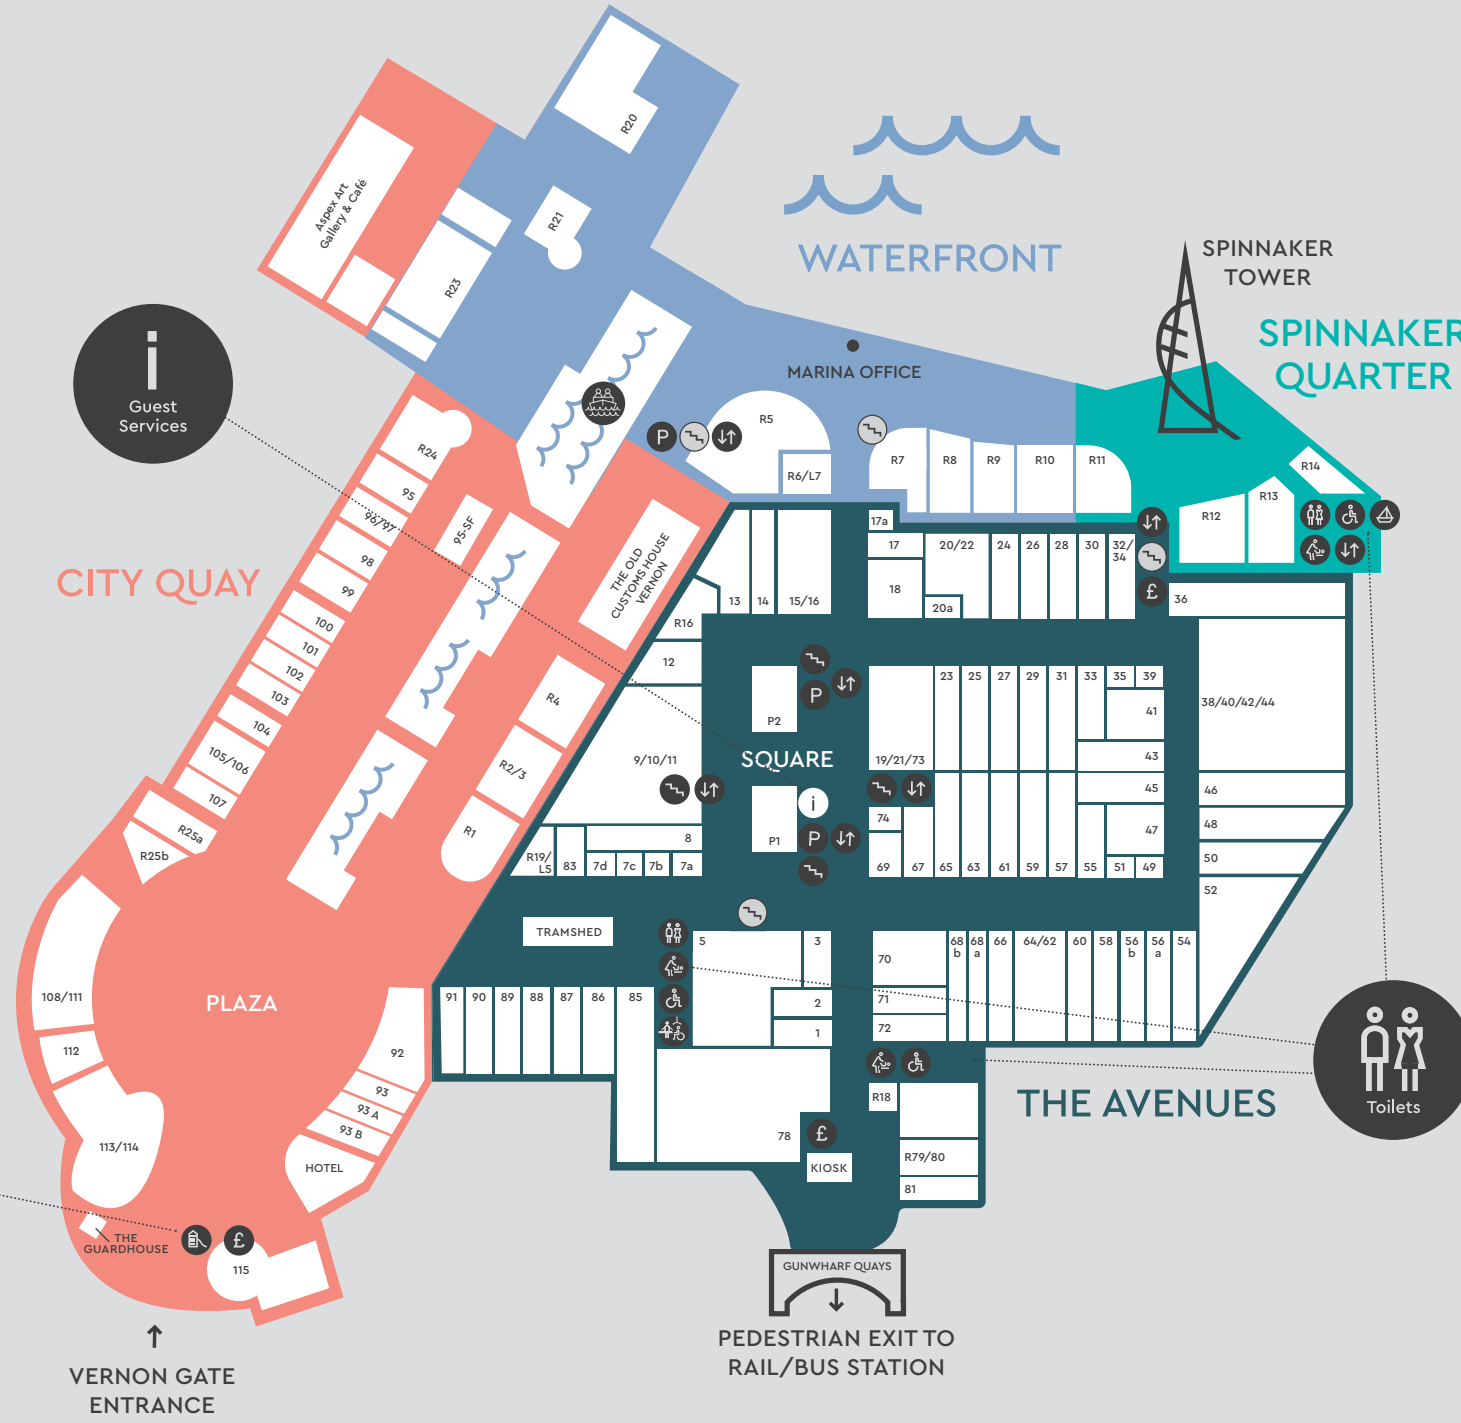 R20
Aspex Art
Gallery & Café
R21
R23
WATERFRONT
SPINNAKER
TOWER
SPINNAKER
QUARTER
MARINA OFFICE
i
Guest
Services
P
R5
R6/L7
R7
R8
R9
R10
R11
R14
R13
R12
R24
95
96/97
98
99
100
101
102
103
104
105/106
107
R25a
R25b
95-SF
CITY QUAY
THE OLD
CUSTOMS HOUSE
VERNON
R4
R2/3
R1
13
14
15/16
R16
12
9/10/11
8
R19/
L5
83
7d
7c
7b
7a
17a
17
18
20/22
20a
24
26
28
30
32/
34
£
36
P
P2
SQUARE
i
P1
P
19/21/73
23
25
27
29
31
33
35
39
41
43
45
47
74
69
67
65
63
61
59
57
55
51
49
38/40/42/44
46
48
50
52
TRAMSHED
5
3
2
1
70
71
72
68
b
68
a
66
64/62
60
58
56
b
56
a
54
91
90
89
88
87
86
85
78
£
KIOSK
R18
R79/80
81
THE AVENUES
Toilets
PLAZA
108/111
112
113/114
92
93
93 A
93 B
HOTEL
THE
GUARDHOUSE
£
115
GUNWHARF QUAYS
PEDESTRIAN EXIT TO
RAIL/BUS STATION
VERNON GATE
ENTRANCE